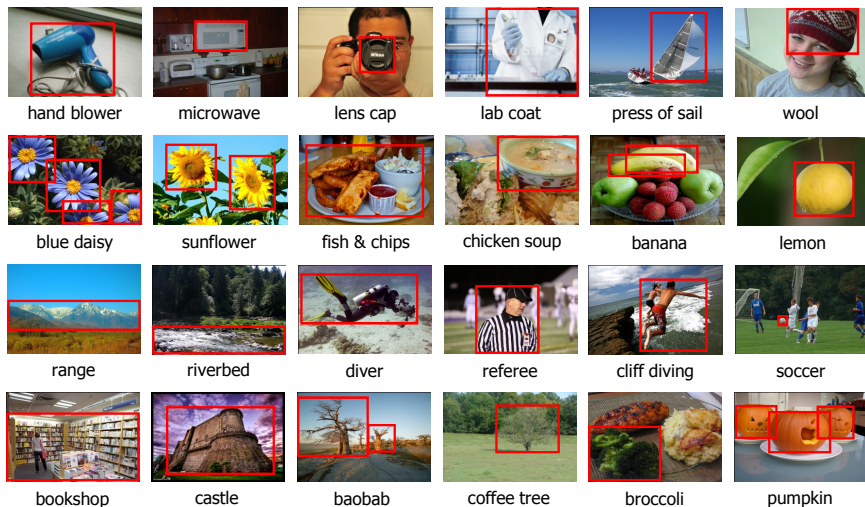 hand blower
microwave
lens cap
lab coat
press of sail
wool
blue daisy
sunflower
fish & chips
chicken soup
banana
lemon
range
riverbed
diver
referee
cliff diving
soccer
bookshop
castle
baobab
coffee tree
broccoli
pumpkin
Nikon